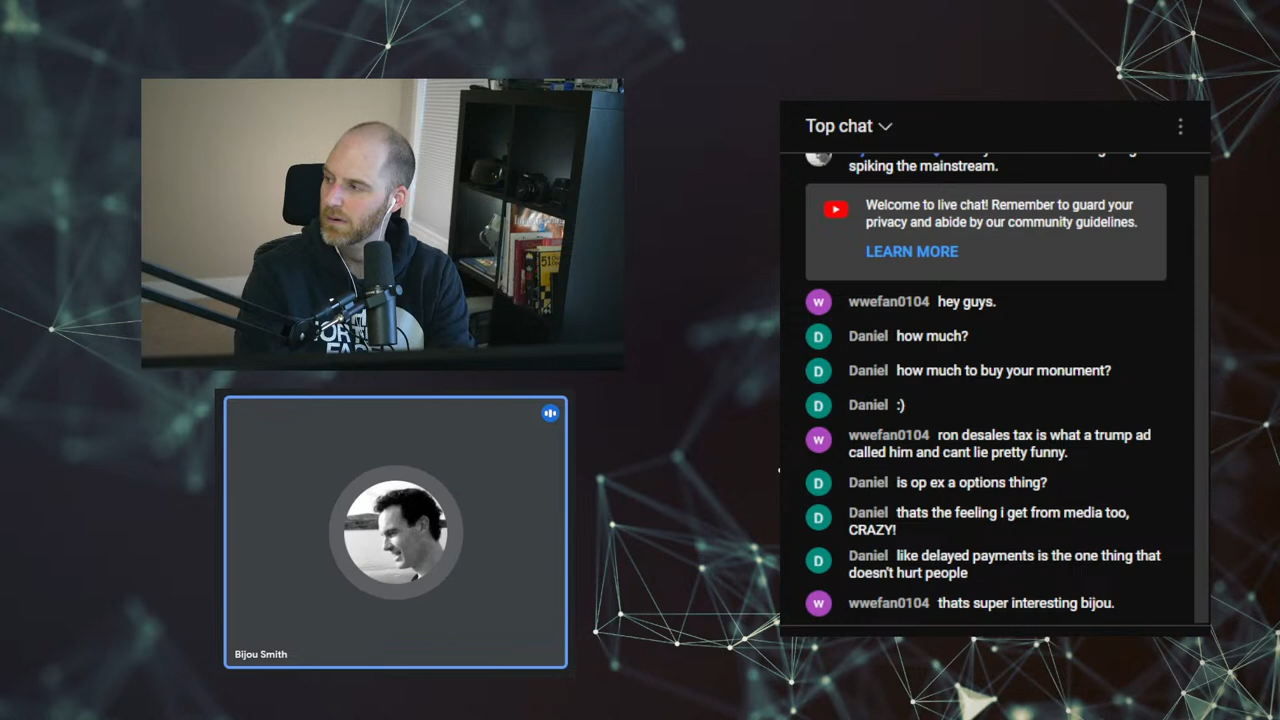 Top chat
spiking the mainstream.
Welcome to live chat! Remember to guard your
privacy and abide by our community guidelines.
LEARN MORE
W wwefan0104 hey guys.
D Daniel how much?
D Daniel how much to buy your monument?
D Daniel :)
W wwefan0104 ron desales tax is what a trump ad
called him and cant lie pretty funny.
D Daniel is op ex a options thing?
D Daniel thats the feeling i get from media too,
CRAZY!
D Daniel like delayed payments is the one thing that
doesn't hurt people
W wwefan0104 thats super interesting bijou.
51
Bijou Smith